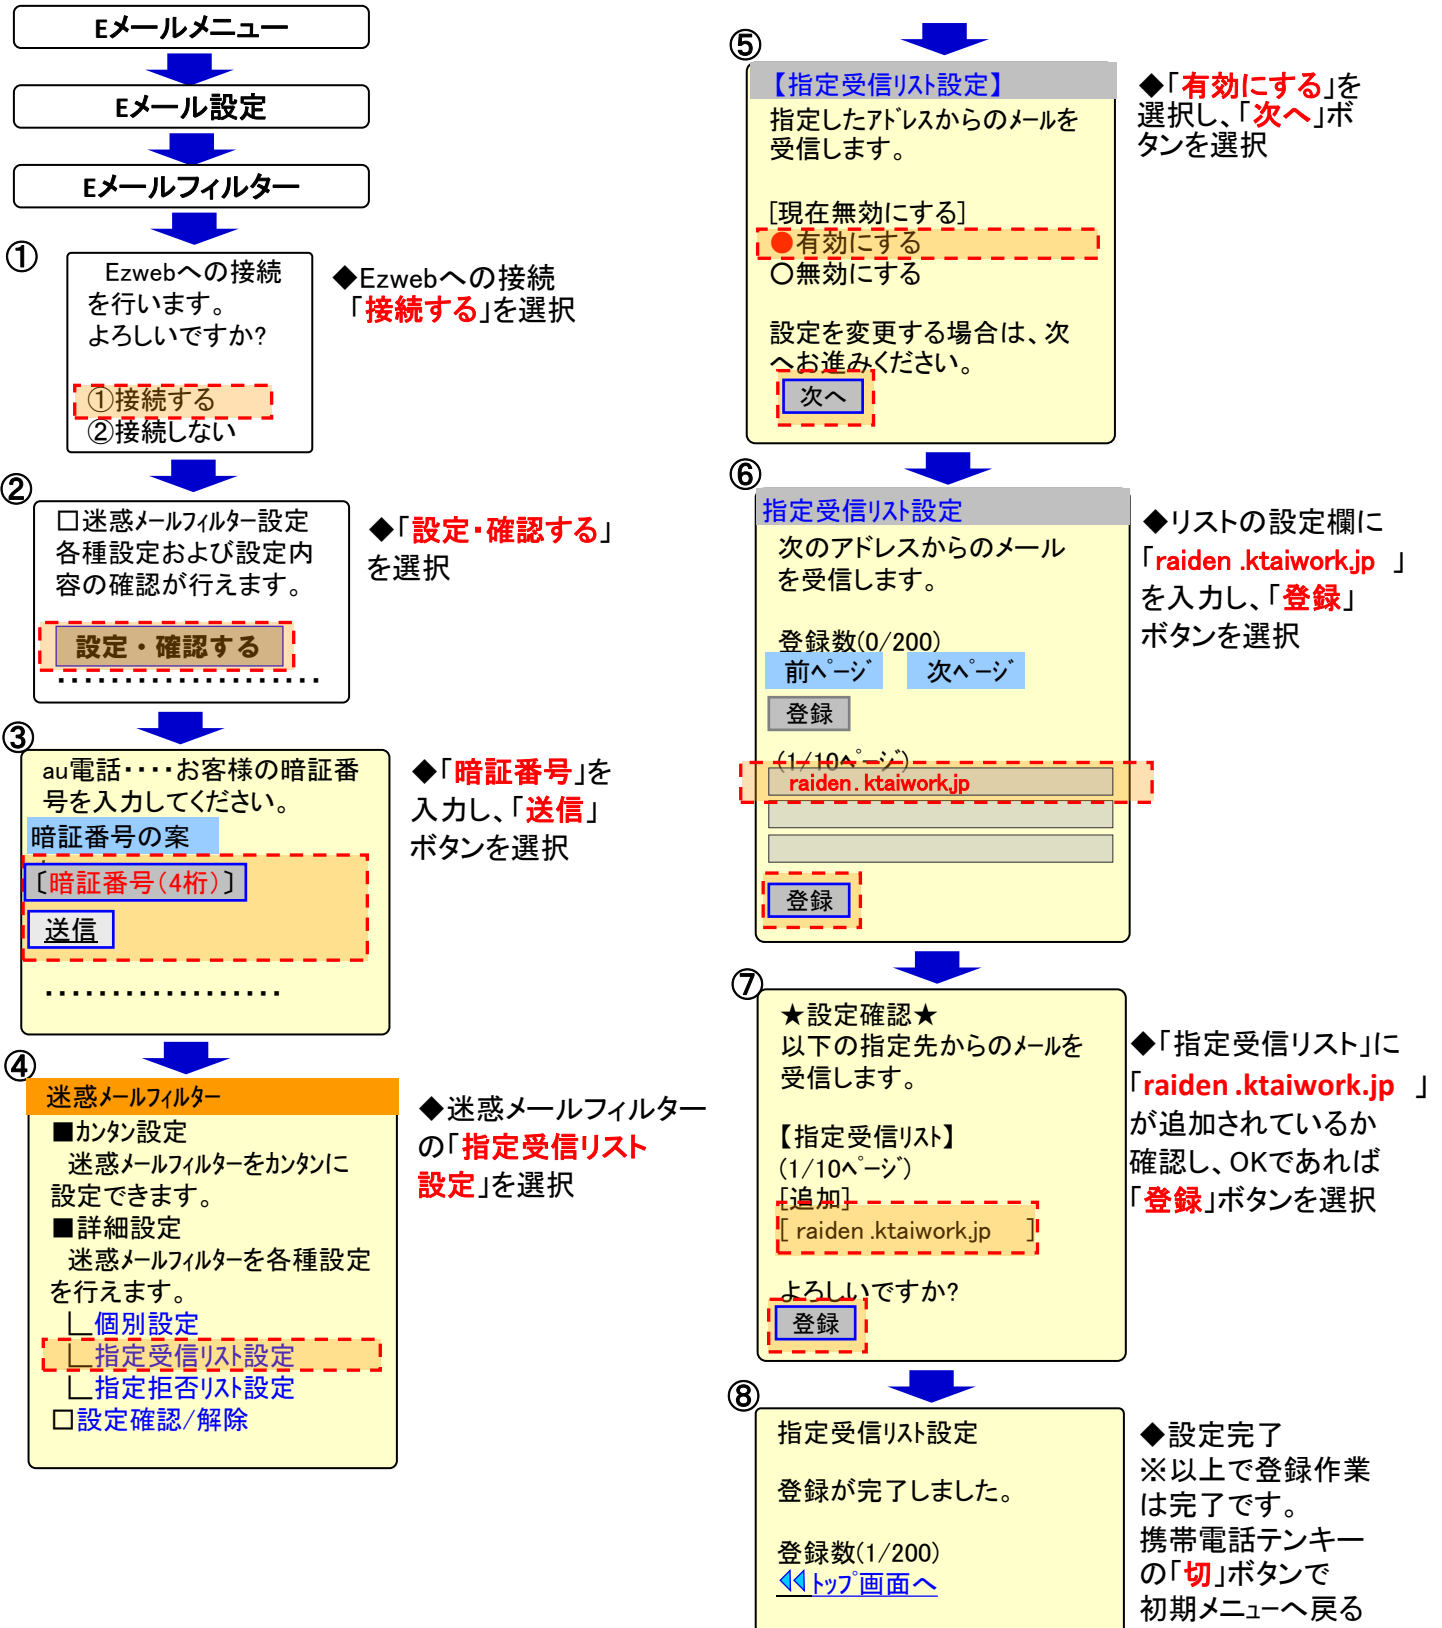 Eメールメニュー
Eメール設定
Eメールフィルター
①
Ezwebへの接続
を行います。
よろしいですか?
①接続する
②接続しない
◆Ezwebへの接続
「接続する」を選択
②
□迷惑メールフィルター設定
各種設定および設定内
容の確認が行えます。
設定・確認する
・・・・・・・・・・・・・・・・・・・・
◆「設定・確認する」
を選択
③
au電話・・・・お客様の暗証番
号を入力してください。
暗証番号の案
〔暗証番号(4桁)〕
送信
・・・・・・・・・・・・・・・・・・
◆「暗証番号」を
入力し、「送信」
ボタンを選択
④
迷惑メールフィルター
■カンタン設定
迷惑メールフィルターをカンタンに
設定できます。
■詳細設定
迷惑メールフィルターを各種設定
を行えます。
∟個別設定
∟指定受信リスト設定
∟指定拒否リスト設定
□設定確認/解除
◆迷惑メールフィルター
の「指定受信リスト
設定」を選択
⑤
【指定受信リスト設定】
指定したアドレスからのメールを
受信します。
[現在無効にする]
●有効にする
○無効にする
設定を変更する場合は、次
へお進みください。
次へ
◆「有効にする」を
選択し、「次へ」ボ
タンを選択
⑥
指定受信リスト設定
次のアドレスからのメール
を受信します。
登録数(0/200)
前ページ 次ページ
登録
(1/10ページ)
raiden . ktaiwork.jp
登録
◆リストの設定欄に
「raiden .ktaiwork.jp 」
を入力し、「登録」
ボタンを選択
⑦
★設定確認★
以下の指定先からのメールを
受信します。
【指定受信リスト】
(1/10ページ)
[追加]
[ raiden .ktaiwork.jp ]
よろしいですか?
登録
◆「指定受信リスト」に
「raiden .ktaiwork.jp 」
が追加されているか
確認し、OKであれば
「登録」ボタンを選択
⑧
指定受信リスト設定
登録が完了しました。
登録数(1/200)
トップ画面へ
◆設定完了
※以上で登録作業
は完了です。
携帯電話テンキー
の「切」ボタンで
初期メニューへ戻る